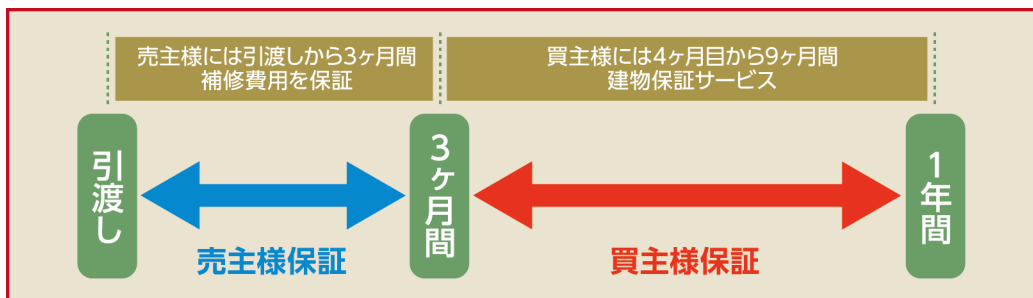 売主様には引渡しから3ヶ月間
補修費用を保証
買主様には4ヶ月目から9ヶ月間
建物保証サービス
引渡し
3ヶ月間
1年間
売主様保証
買主様保証